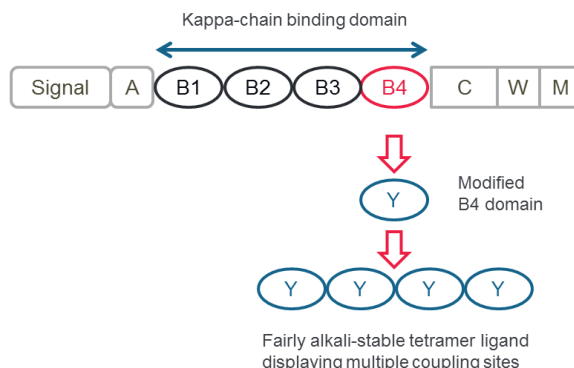 Kappa-chain binding domain
Signal A B1 B2 B3 B4 C W M
Y Modified
B4 domain
Y Y Y Y
Fairly alkali-stable tetramer ligand
displaying multiple coupling sites